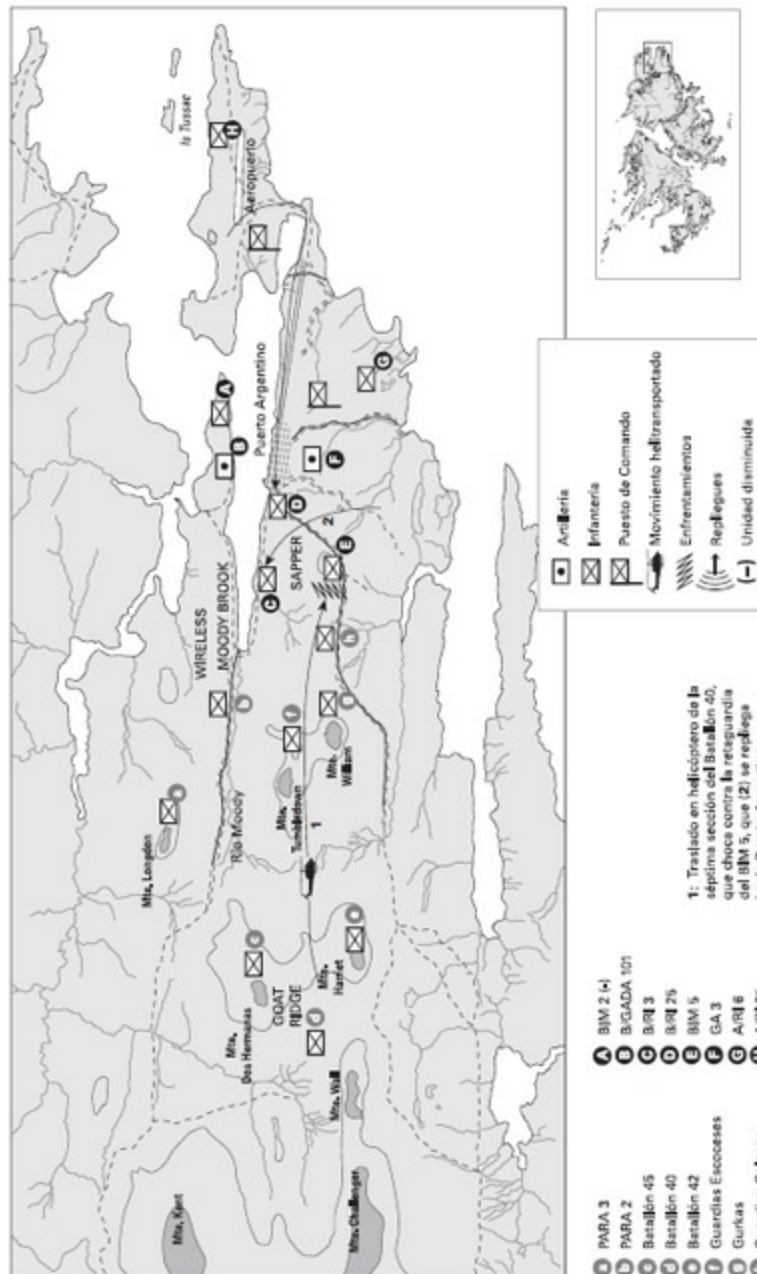 Is Tussac
Aeropuerto
H
Puerto Argentino
A
B
G
F
D
2
E
C
SAPPER
WIRELESS
MOODY BROOK
Río Moody
Mte. Longdon
Mte.
Tumbledown
Mte.
William
1
Mte.
Dos Hermanas
GOAT
RIDGE
Mte.
Harriet
Mte. Wall
Mte. Kent
Mte. Challenger
Artillería
Infantería
Puesto de Comando
Movimiento helitransportado
Enfrentamientos
Repliegues
(-) Unidad disminuida
a PARA 3
b PARA 2
c Batallón 45
d Batallón 40
e Batallón 42
f Guardias Escoceses
g Gurkas
A BIM 2 (-)
B B/GADA 101
C B/RI 3
D B/RI 25
E BIM 5
F GA 3
G A/RI 6
H
1: Traslado en helicóptero de la
séptima sección del Batallón 40,
que choca contra la retaguardia
del BIM 5, que (2) se repliega